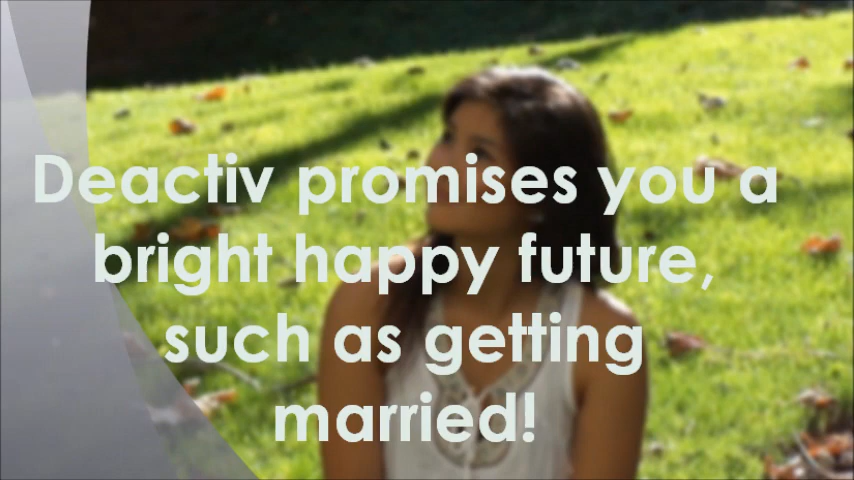 Deactiv promises you a
bright happy future,
such as getting
married!